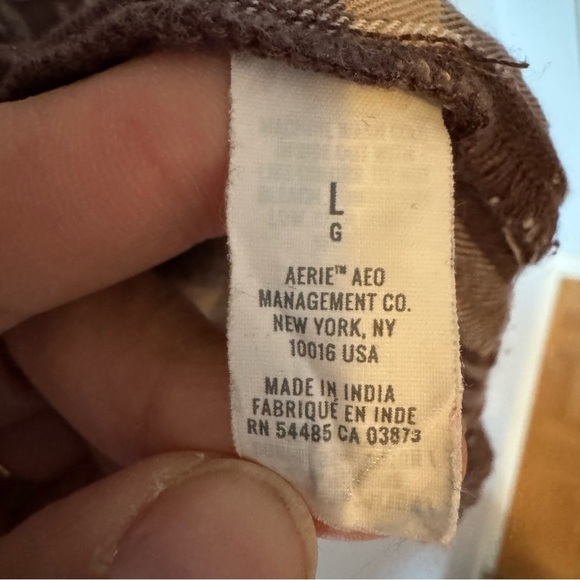 L
G
AERIE™ AEO
MANAGEMENT CO.
NEW YORK, NY
10016 USA
MADE IN INDIA
FABRIQUÉ EN INDE
RN 54485 CA 03873